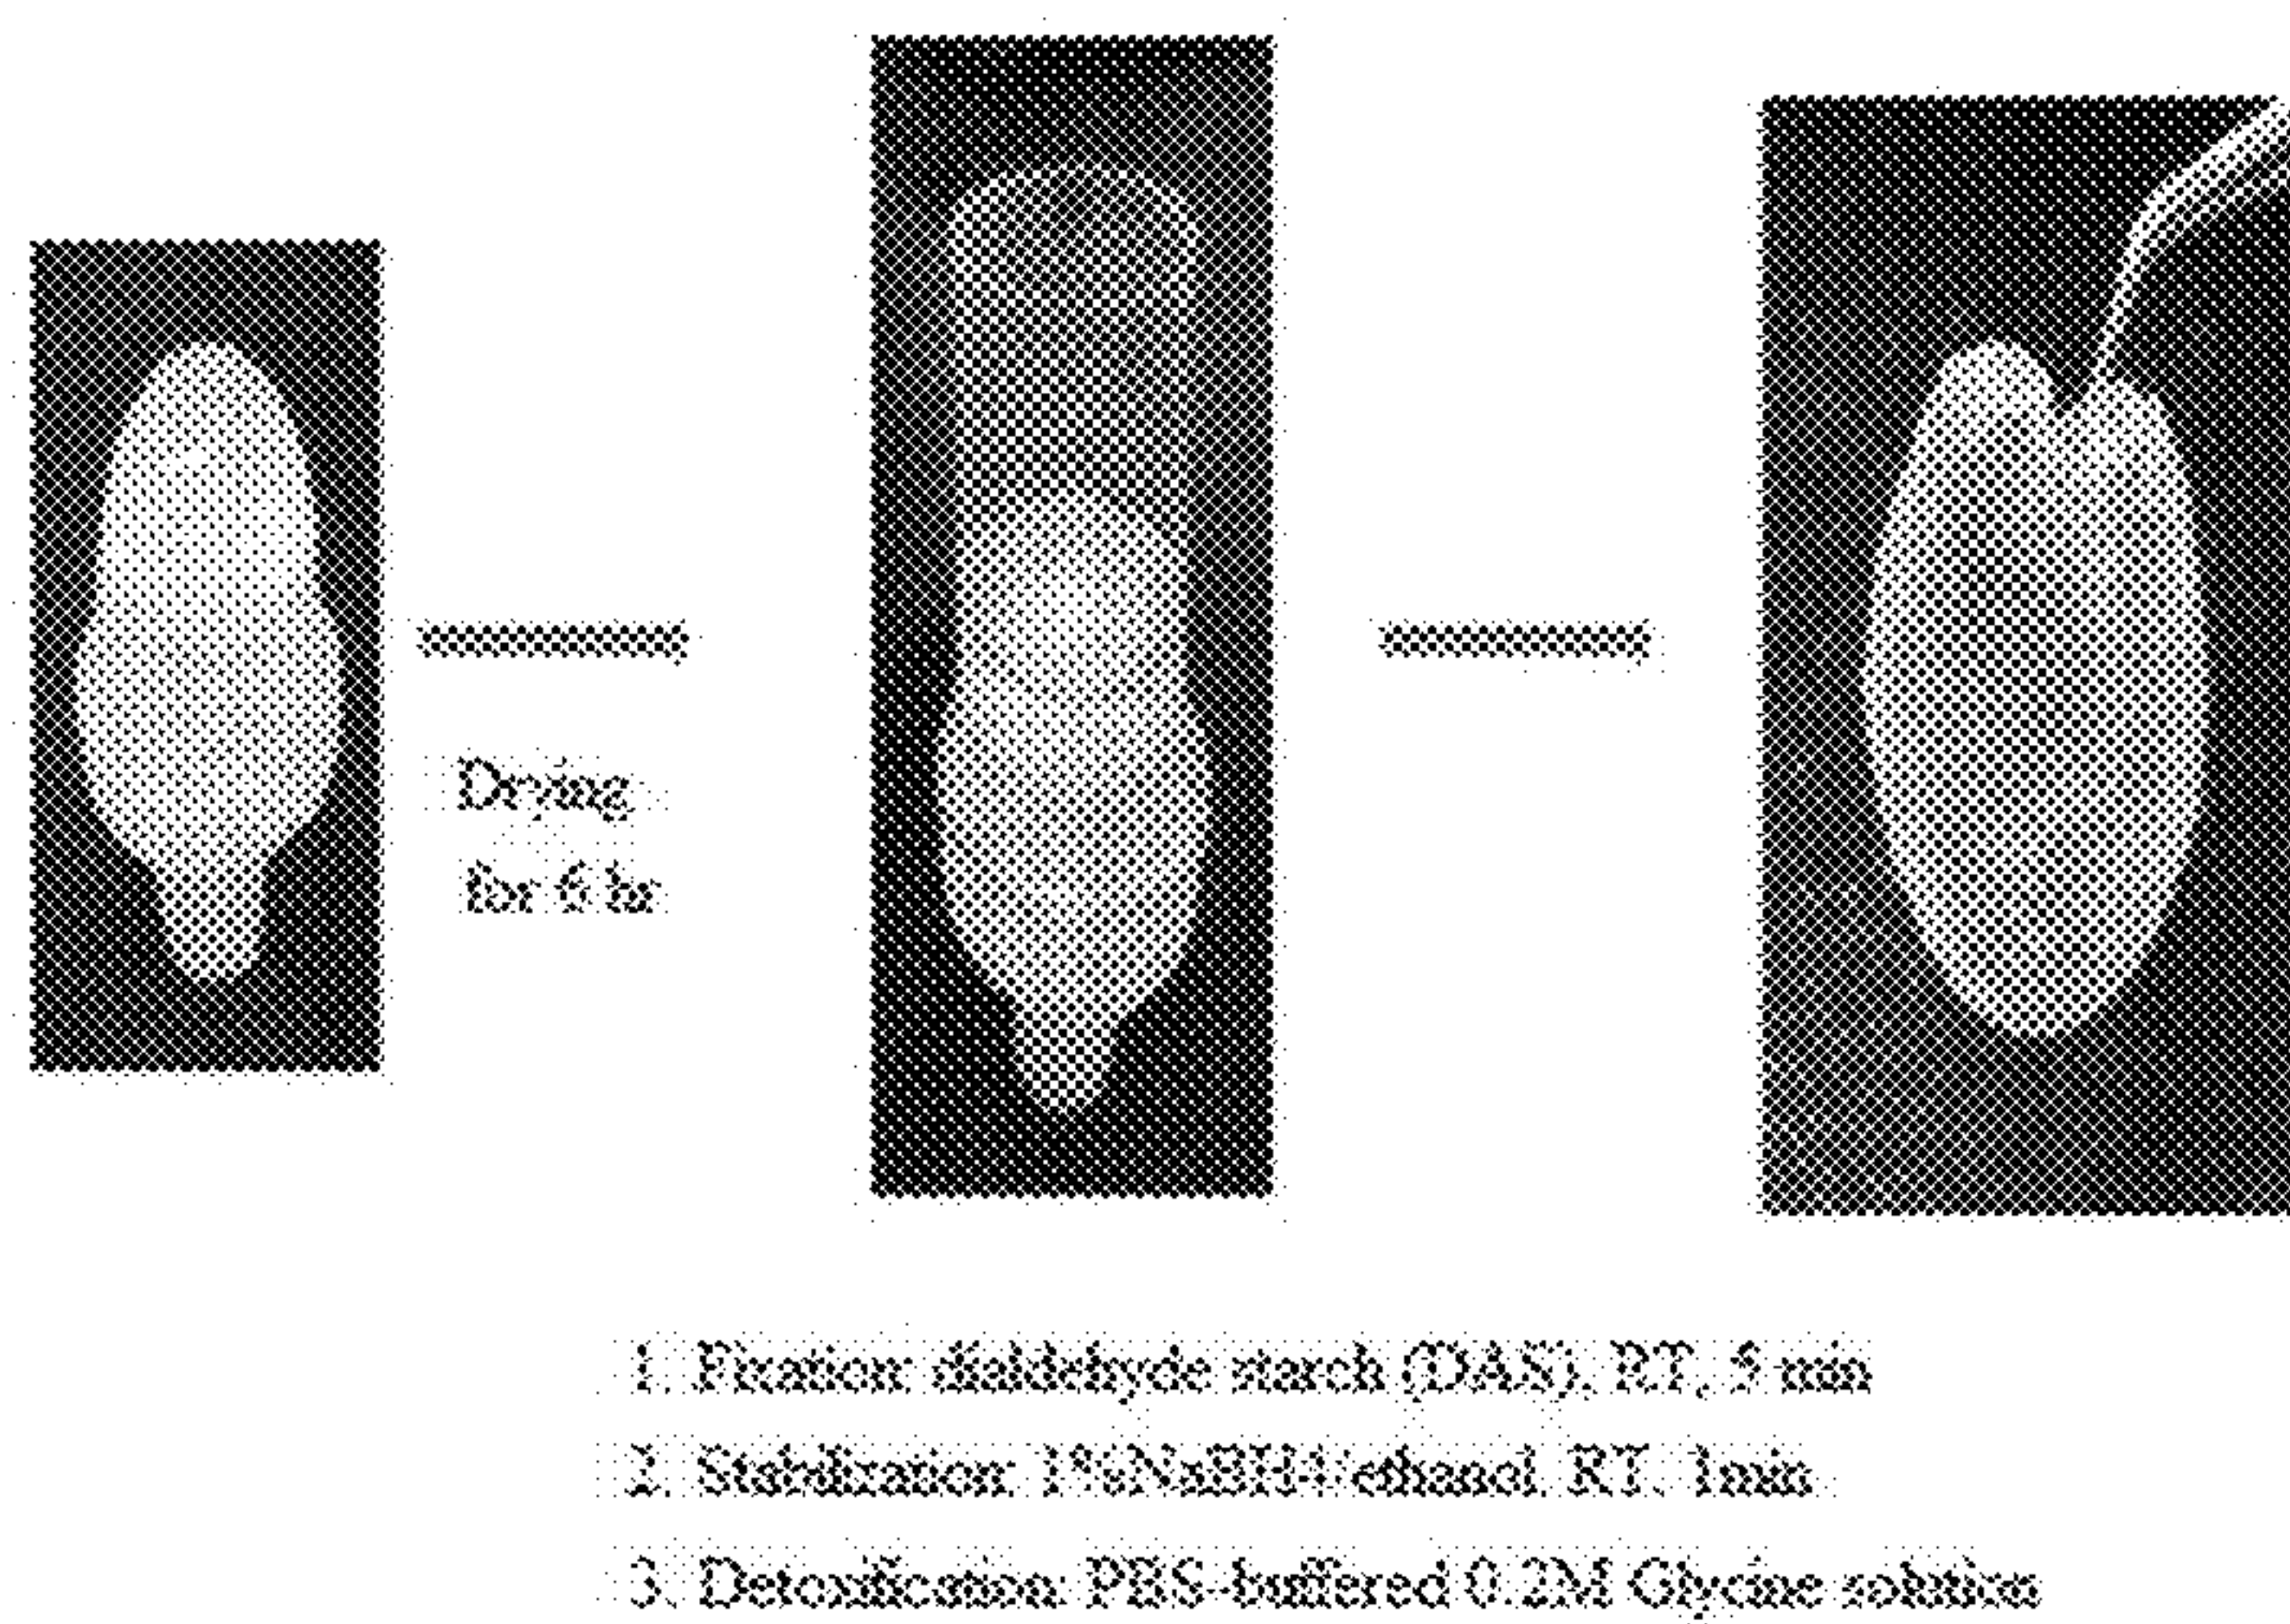 Drying
for 6 hr
1. Fixation: dialdehyde starch (DAS), RT, 5 min
2. Stabilization: 1%NaBH4/ethanol, RT, 1min
3. Detoxification: PBS-buffered 0.2M Glycine solution